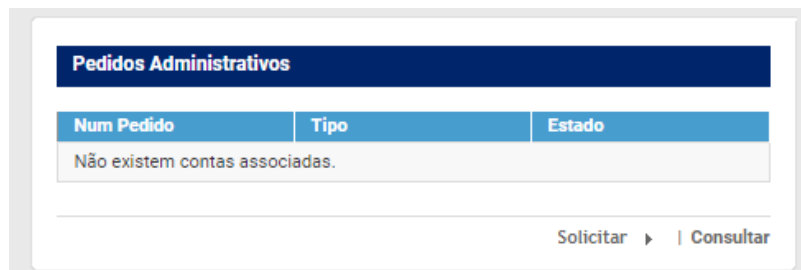 Pedidos Administrativos
Num Pedido Tipo Estado
Não existem contas associadas.
Solicitar | Consultar